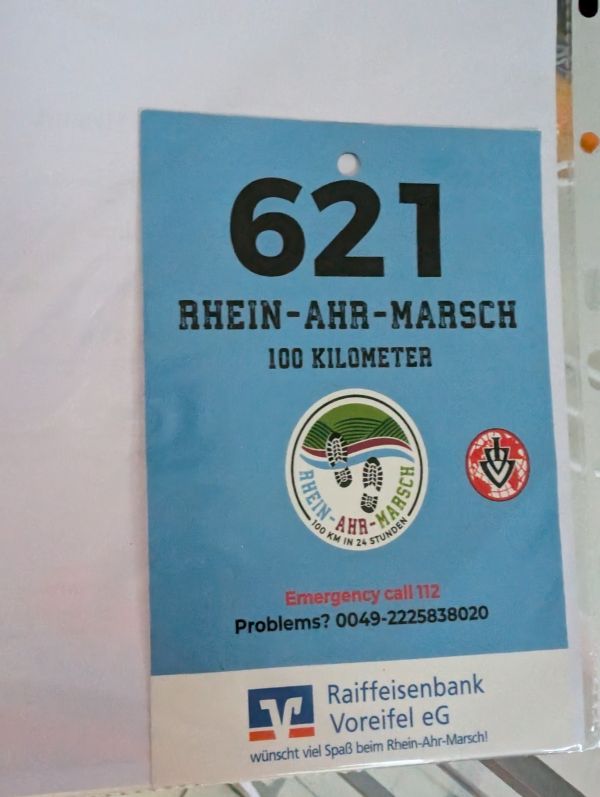 621
RHEIN-AHR-MARSCH
100 KILOMETER
RHEIN-AHR-MARSCH
100 KM IN 24 STUNDEN
IVV
Emergency call 112
Problems? 0049-2225838020
Raiffeisenbank
Voreifel eG
wünscht viel Spaß beim Rhein-Ahr-Marsch!